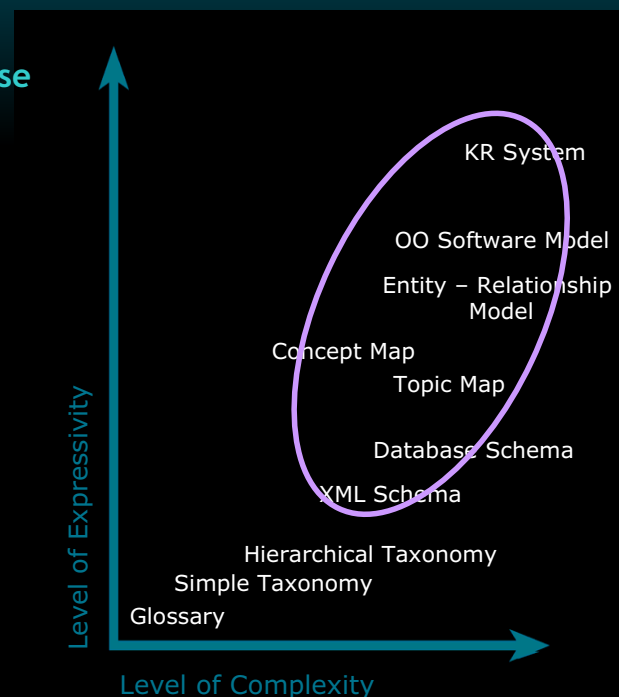 se
KR System
OO Software Model
Entity – Relationship
Model
Concept Map
Topic Map
Database Schema
XML Schema
Hierarchical Taxonomy
Simple Taxonomy
Glossary
Level of Expressivity
Level of Complexity